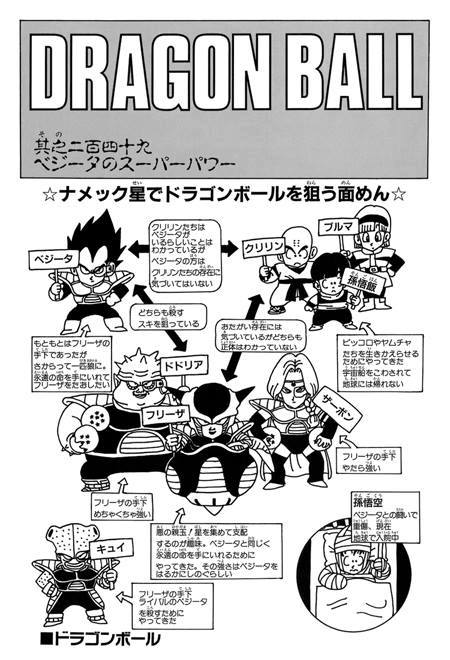 DRAGON BALL
其之二百四十九
そのベジータのスーパーパワー
☆ナメック星でドラゴンボールを狙う面めん☆
ベジータ
クリリンたちは
ベジータが
いるらしいことは
わかっているが
ベジータの方は
クリリンたちの存在に
気づいてはいない
クリリン
ブルマ
孫悟飯
もともとはフリーザの
手下であったが
さからって一匹狼に。
永遠の命を手にいれて
フリーザをたおしたい
どちらも殺す
スキを狙っている
おたがい存在には
気づいているがどちらも
正体はわかっていない
ピッコロやヤムチャ
たちを生きかえらせる
ためにやってきた
宇宙船をこわされて
地球には帰れない
ドドリア
フリーザ
ザーボン
フリーザの手下
やたら強い
フリーザの手下
めちゃくちゃ強い
悪の親玉!星を集めて支配
するのが趣味。ベジータと同じく
永遠の命を手にいれるために
やってきた。その強さはベジータを
はるかにしのぐらしい
孫悟空
ベジータとの闘いで
重傷、現在
地球で入院中
キュイ
フリーザの手下
ライバルのベジータ
を殺すために
やってきた
■ドラゴンボール